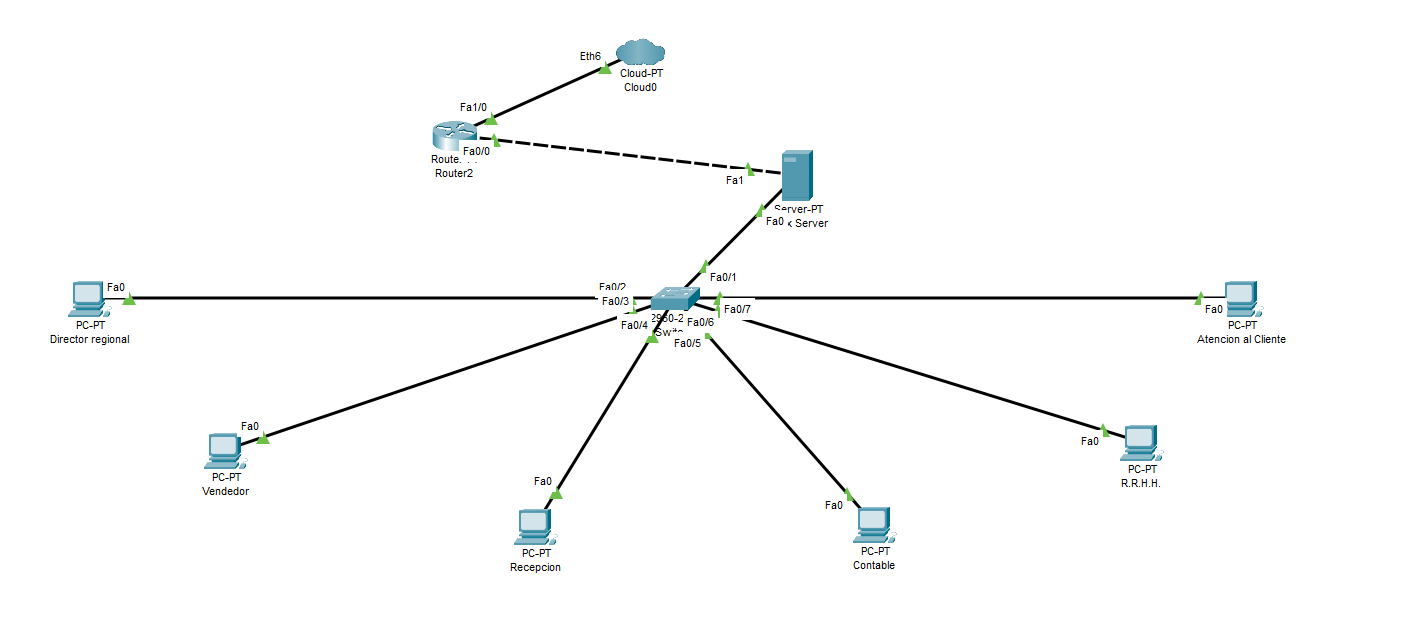 Eth6
Cloud-PT
Cloud0
Fa1/0
Fa0/0
Router2
Fa1
Server-PT
Fa0
Server
Fa0/1
Fa0
Fa0/2
Fa0/3
Fa0/7
Fa0
Fa0/4
Fa0/6
Fa0/5
PC-PT
Director regional
PC-PT
Atencion al Cliente
Fa0
PC-PT
Vendedor
Fa0
PC-PT
R.R.H.H.
Fa0
PC-PT
Recepcion
Fa0
PC-PT
Contable